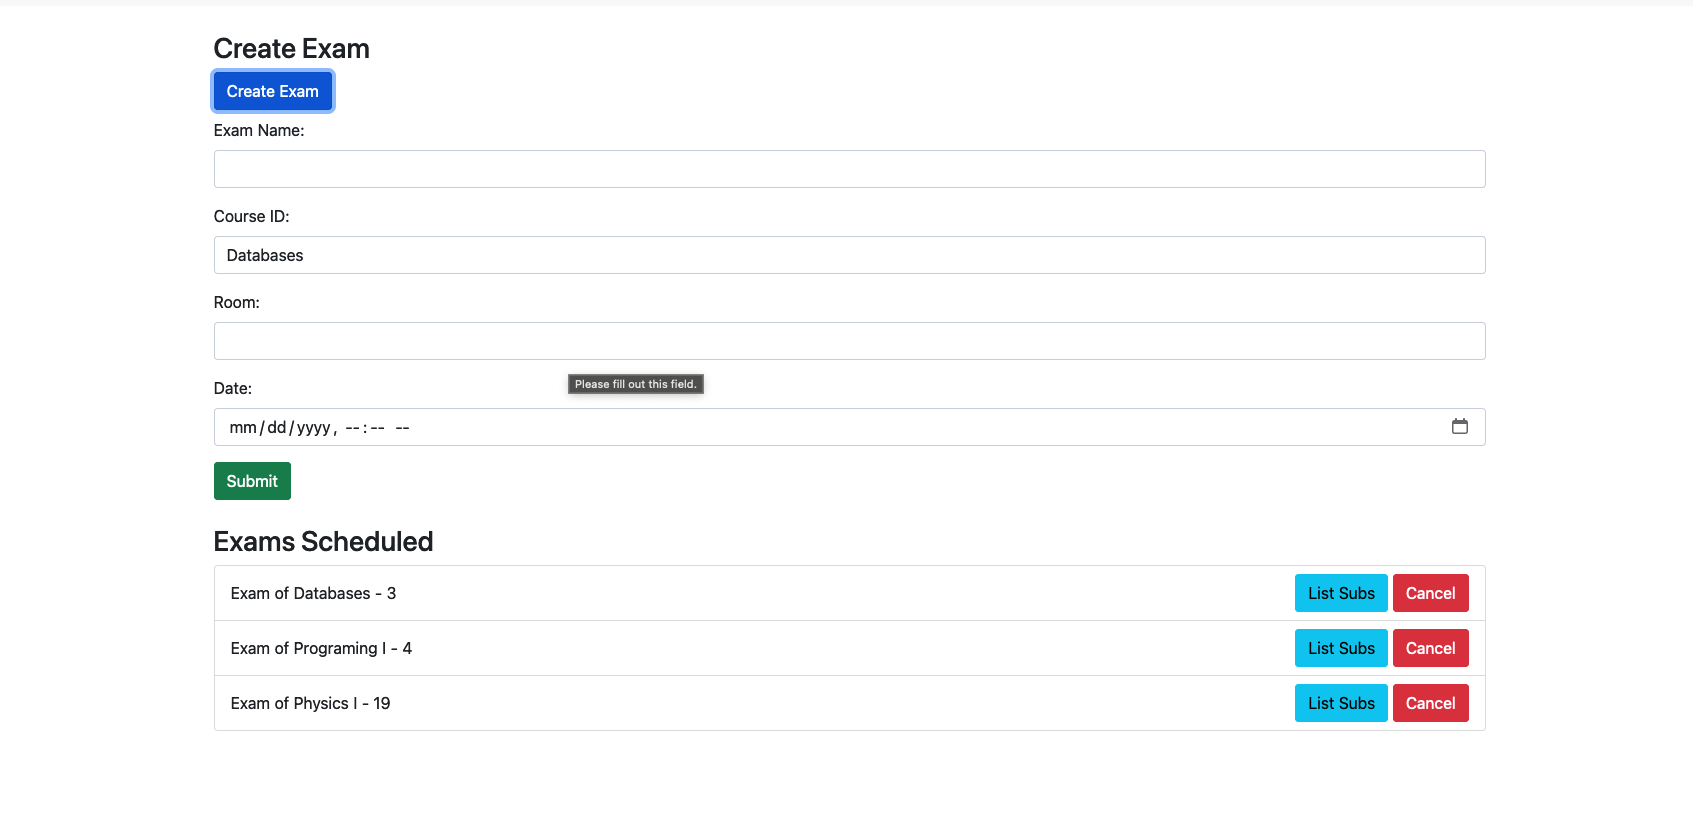 Create Exam
Create Exam
Exam Name:
Course ID:
Databases
Room:
Please fill out this field.
Date:
mm/dd/yyyy, --:-- --
Submit
Exams Scheduled
Exam of Databases - 3 List Subs Cancel
Exam of Programing I - 4 List Subs Cancel
Exam of Physics I - 19 List Subs Cancel